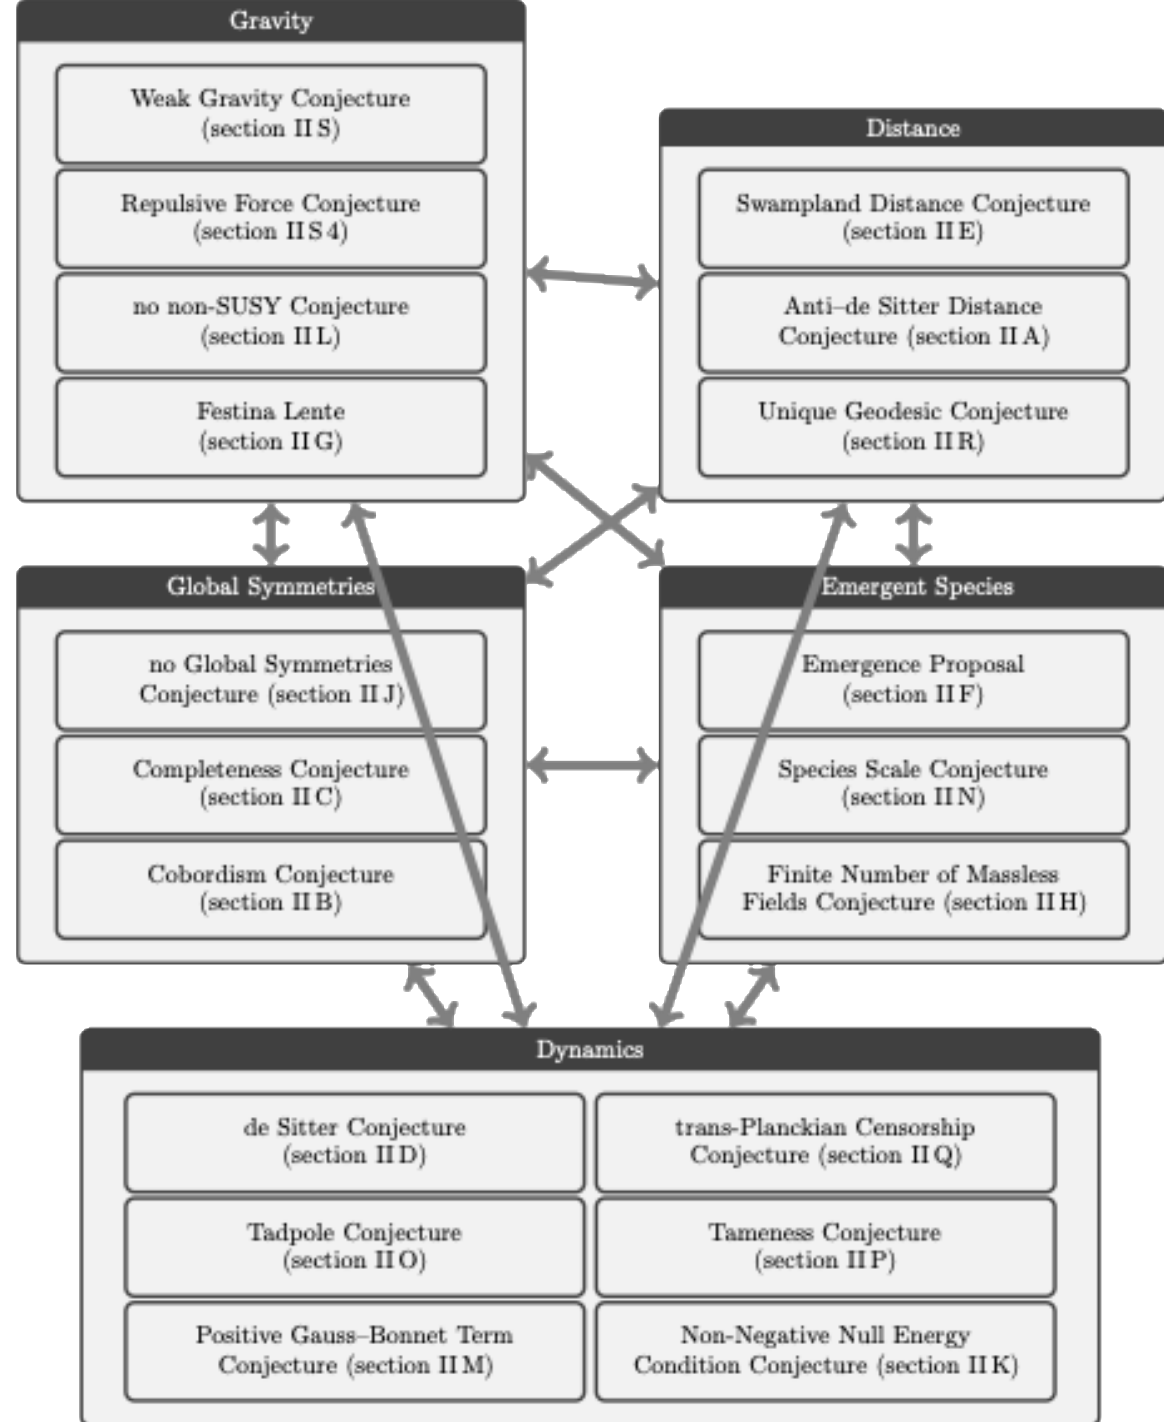 Gravity
Weak Gravity Conjecture
(section II S)
Repulsive Force Conjecture
(section II S 4)
no non-SUSY Conjecture
(section II L)
Festina Lente
(section II G)
Distance
Swampland Distance Conjecture
(section II E)
Anti–de Sitter Distance
Conjecture (section II A)
Unique Geodesic Conjecture
(section II R)
Global Symmetries
no Global Symmetries
Conjecture (section II J)
Completeness Conjecture
(section II C)
Cobordism Conjecture
(section II B)
Emergent Species
Emergence Proposal
(section II F)
Species Scale Conjecture
(section II N)
Finite Number of Massless
Fields Conjecture (section II H)
Dynamics
de Sitter Conjecture
(section II D)
trans-Planckian Censorship
Conjecture (section II Q)
Tadpole Conjecture
(section II O)
Tameness Conjecture
(section II P)
Positive Gauss–Bonnet Term
Conjecture (section II M)
Non-Negative Null Energy
Condition Conjecture (section II K)